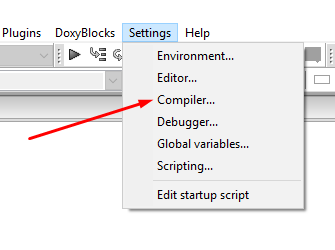 Plugins DoxyBlocks Settings Help
Environment...
Editor...
Compiler...
Debugger...
Global variables...
Scripting...
Edit startup script